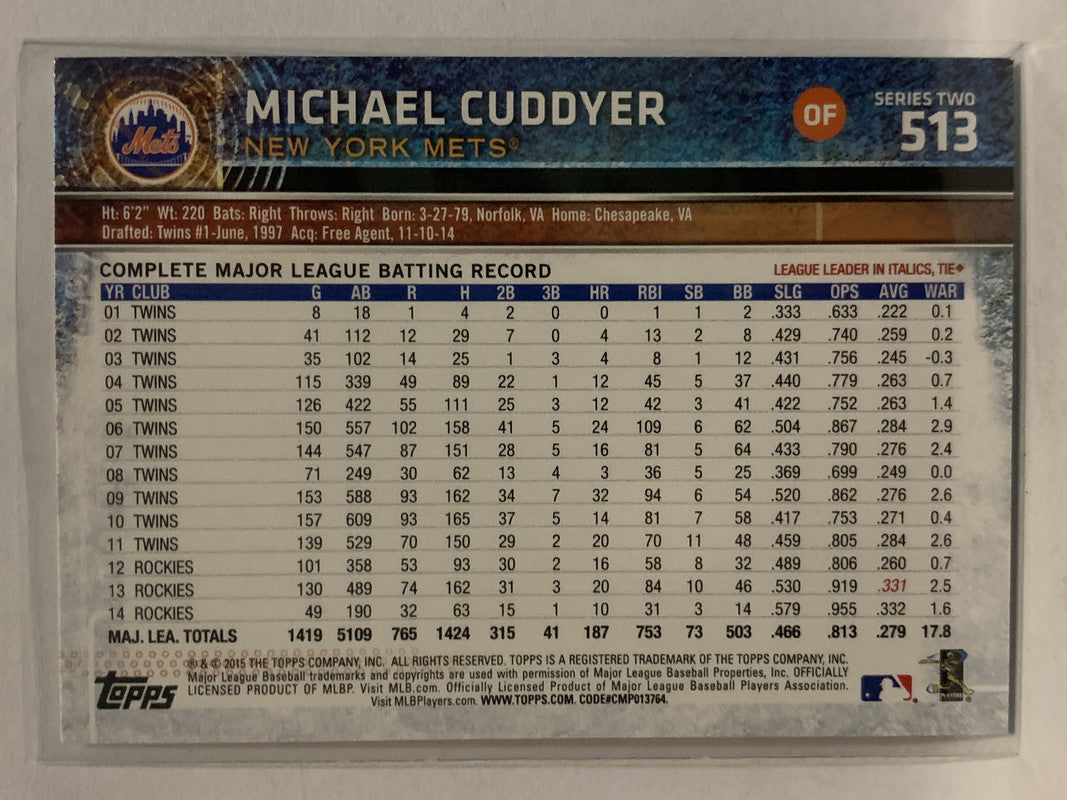 Mets
MICHAEL CUDDYER
NEW YORK METS®
OF
SERIES TWO
513
Ht: 6'2" Wt: 220 Bats: Right Throws: Right Born: 3-27-79, Norfolk, VA Home: Chesapeake, VA
Drafted: Twins #1-June, 1997 Acq: Free Agent, 11-10-14
COMPLETE MAJOR LEAGUE BATTING RECORD LEAGUE LEADER IN ITALICS, TIE◆
YR CLUB G AB R H 2B 3B HR RBI SB BB SLG OPS AVG WAR
01 TWINS 8 18 1 4 2 0 0 1 1 2 .333 .633 .222 0.1
02 TWINS 41 112 12 29 7 0 4 13 2 8 .429 .740 .259 0.2
03 TWINS 35 102 14 25 1 3 4 8 1 12 .431 .756 .245 -0.3
04 TWINS 115 339 49 89 22 1 12 45 5 37 .440 .779 .263 0.7
05 TWINS 126 422 55 111 25 3 12 42 3 41 .422 .752 .263 1.4
06 TWINS 150 557 102 158 41 5 24 109 6 62 .504 .867 .284 2.9
07 TWINS 144 547 87 151 28 5 16 81 5 64 .433 .790 .276 2.4
08 TWINS 71 249 30 62 13 4 3 36 5 25 .369 .699 .249 0.0
09 TWINS 153 588 93 162 34 7 32 94 6 54 .520 .862 .276 2.6
10 TWINS 157 609 93 165 37 5 14 81 7 58 .417 .753 .271 0.4
11 TWINS 139 529 70 150 29 2 20 70 11 48 .459 .805 .284 2.6
12 ROCKIES 101 358 53 93 30 2 16 58 8 32 .489 .806 .260 0.7
13 ROCKIES 130 489 74 162 31 3 20 84 10 46 .530 .919 .331 2.5
14 ROCKIES 49 190 32 63 15 1 10 31 3 14 .579 .955 .332 1.6
MAJ. LEA. TOTALS 1419 5109 765 1424 315 41 187 753 73 503 .466 .813 .279 17.8
® & © 2015 THE TOPPS COMPANY, INC. ALL RIGHTS RESERVED. TOPPS IS A REGISTERED TRADEMARK OF THE TOPPS COMPANY, INC.
Major League Baseball trademarks and copyrights are used with permission of Major League Baseball Properties, Inc. OFFICIALLY
LICENSED PRODUCT OF MLBP. Visit MLB.com. Officially Licensed Product of Major League Baseball Players Association.
Visit MLBPlayers.com. WWW.TOPPS.COM. CODE#CMP013764.
topps
PLAYERS